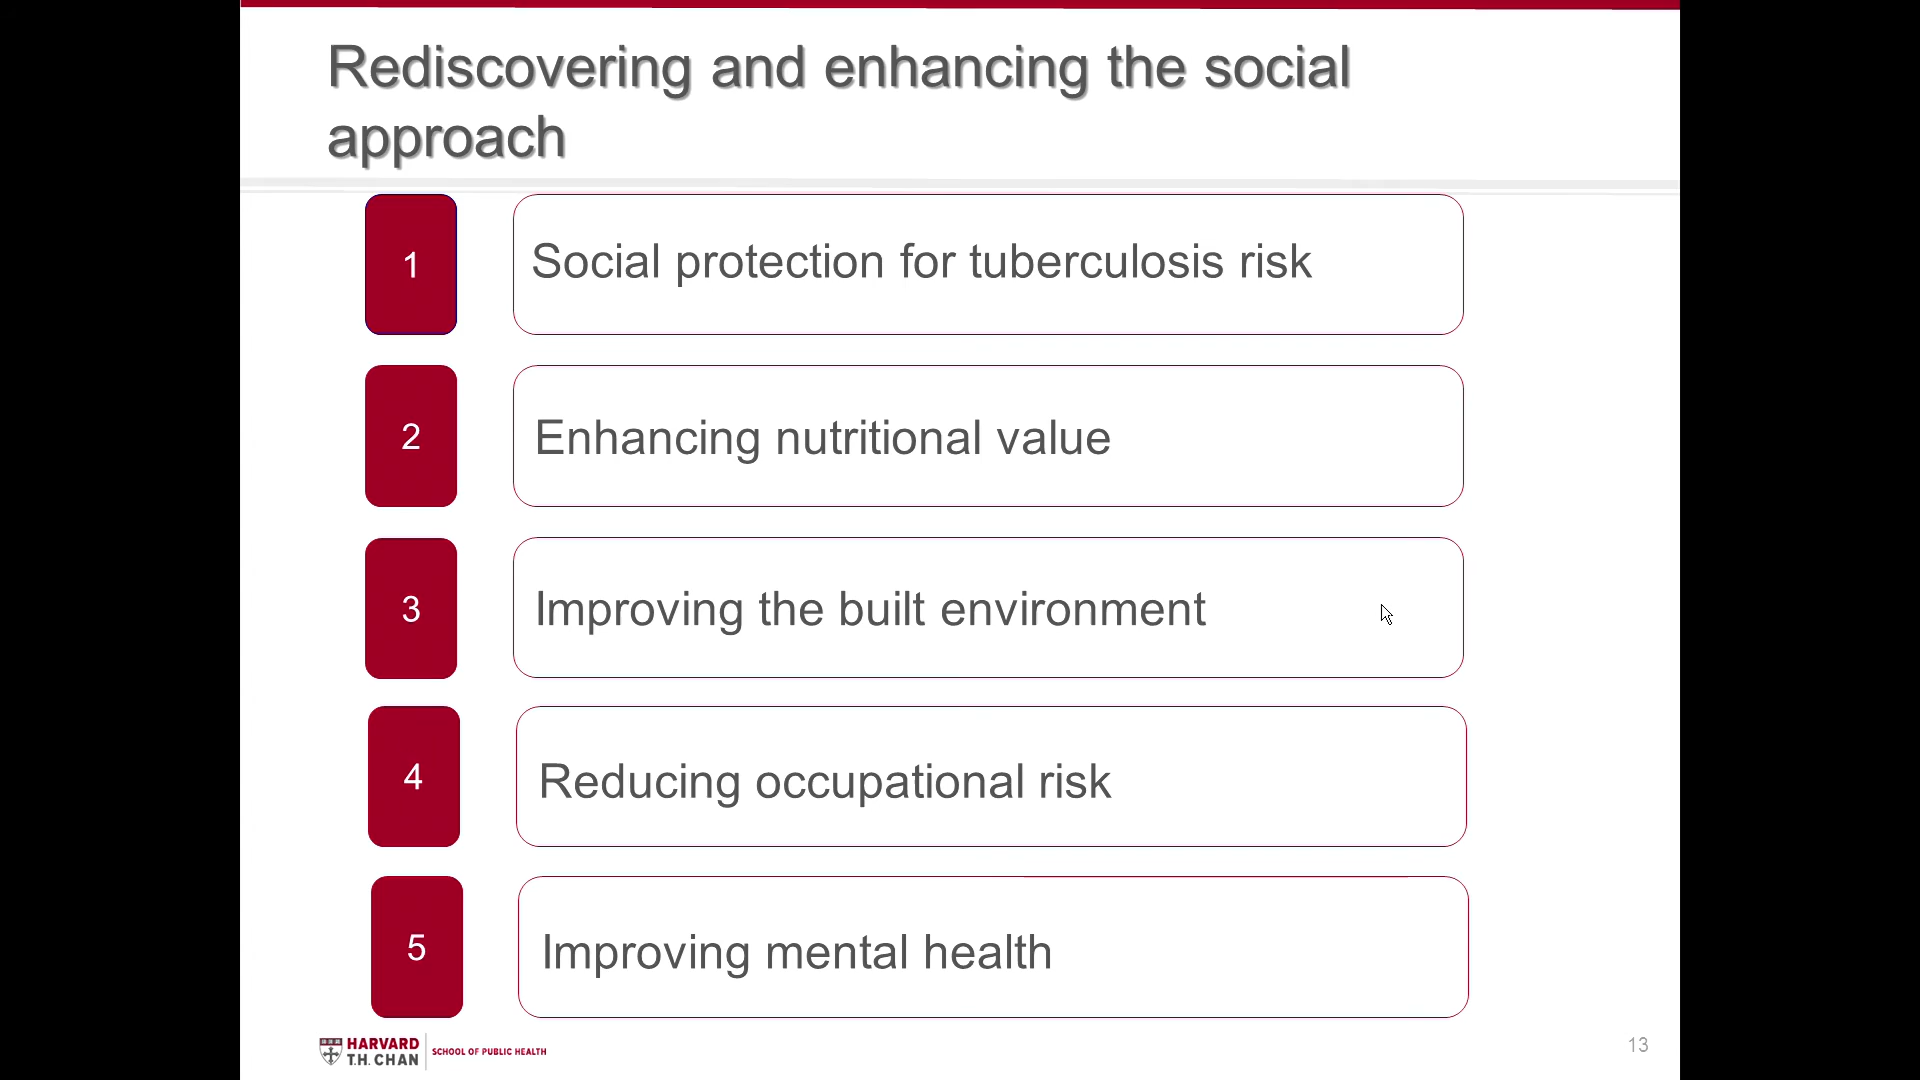 Rediscovering and enhancing the social
approach
1
Social protection for tuberculosis risk
2
Enhancing nutritional value
3
Improving the built environment
4
Reducing occupational risk
5
Improving mental health
HARVARD
T.H. CHAN
SCHOOL OF PUBLIC HEALTH
13